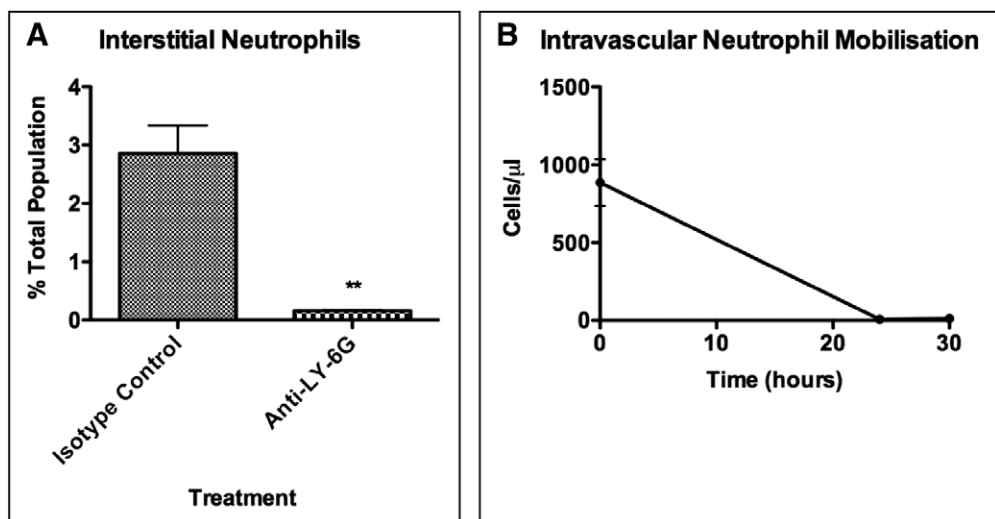 A Interstitial Neutrophils
4
3
2
1
0
% Total Population
**
Isotype Control
Anti-LY-6G
Treatment
B Intravascular Neutrophil Mobilisation
1500
1000
500
0
Cells/µl
0 10 20 30
Time (hours)